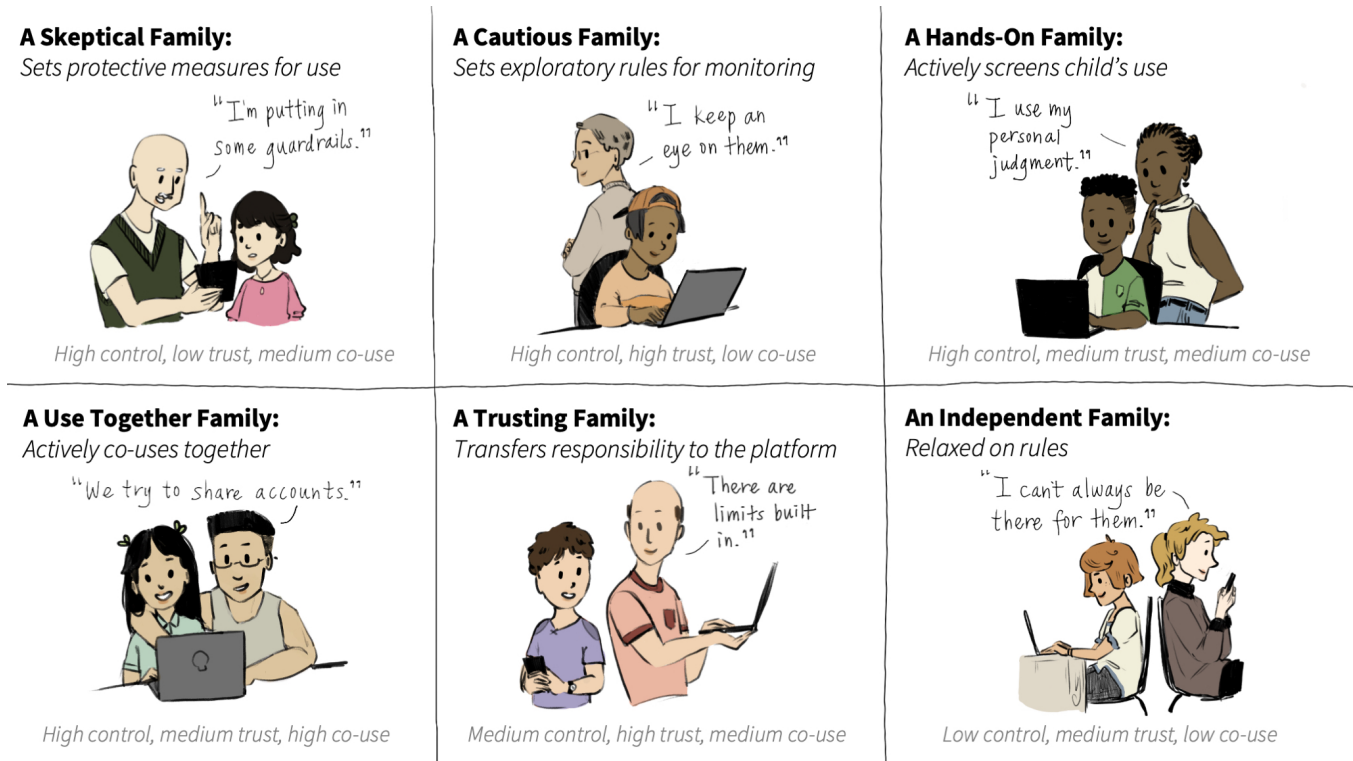 A Skeptical Family:
Sets protective measures for use
"I'm putting in
some guardrails."
High control, low trust, medium co-use
A Cautious Family:
Sets exploratory rules for monitoring
"I keep an
eye on them."
High control, high trust, low co-use
A Hands-On Family:
Actively screens child's use
"I use my
personal
judgment."
High control, medium trust, medium co-use
A Use Together Family:
Actively co-uses together
"We try to share accounts."
High control, medium trust, high co-use
A Trusting Family:
Transfers responsibility to the platform
"There are
limits built
in."
Medium control, high trust, medium co-use
An Independent Family:
Relaxed on rules
"I can't always be
there for them."
Low control, medium trust, low co-use